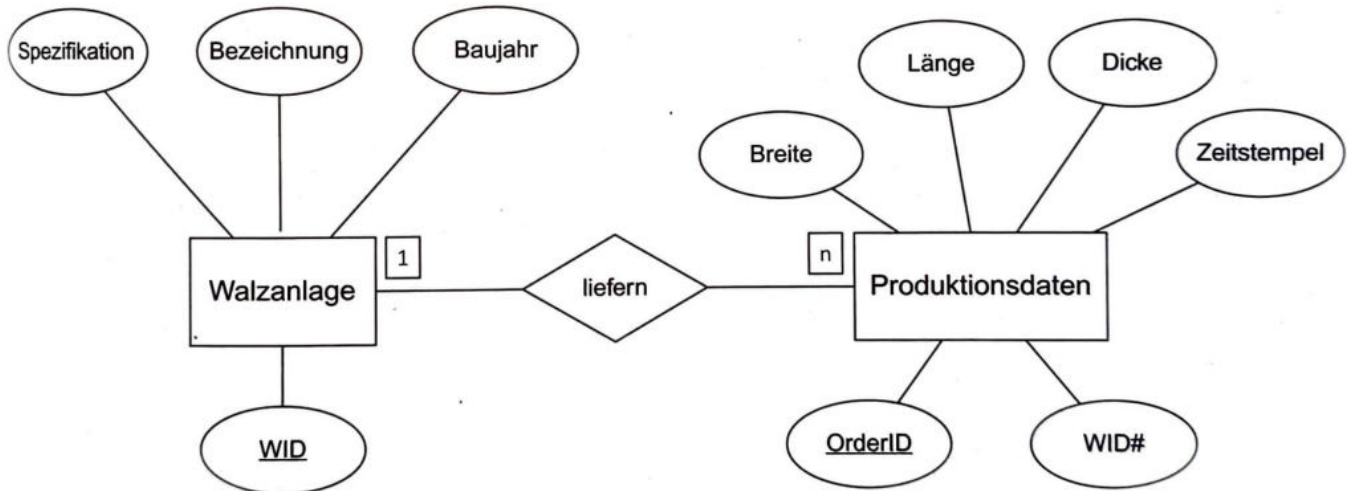 Spezifikation
Bezeichnung
Baujahr
Länge
Dicke
Breite
Zeitstempel
Walzanlage
1
liefern
n
Produktionsdaten
WID
OrderID
WID#